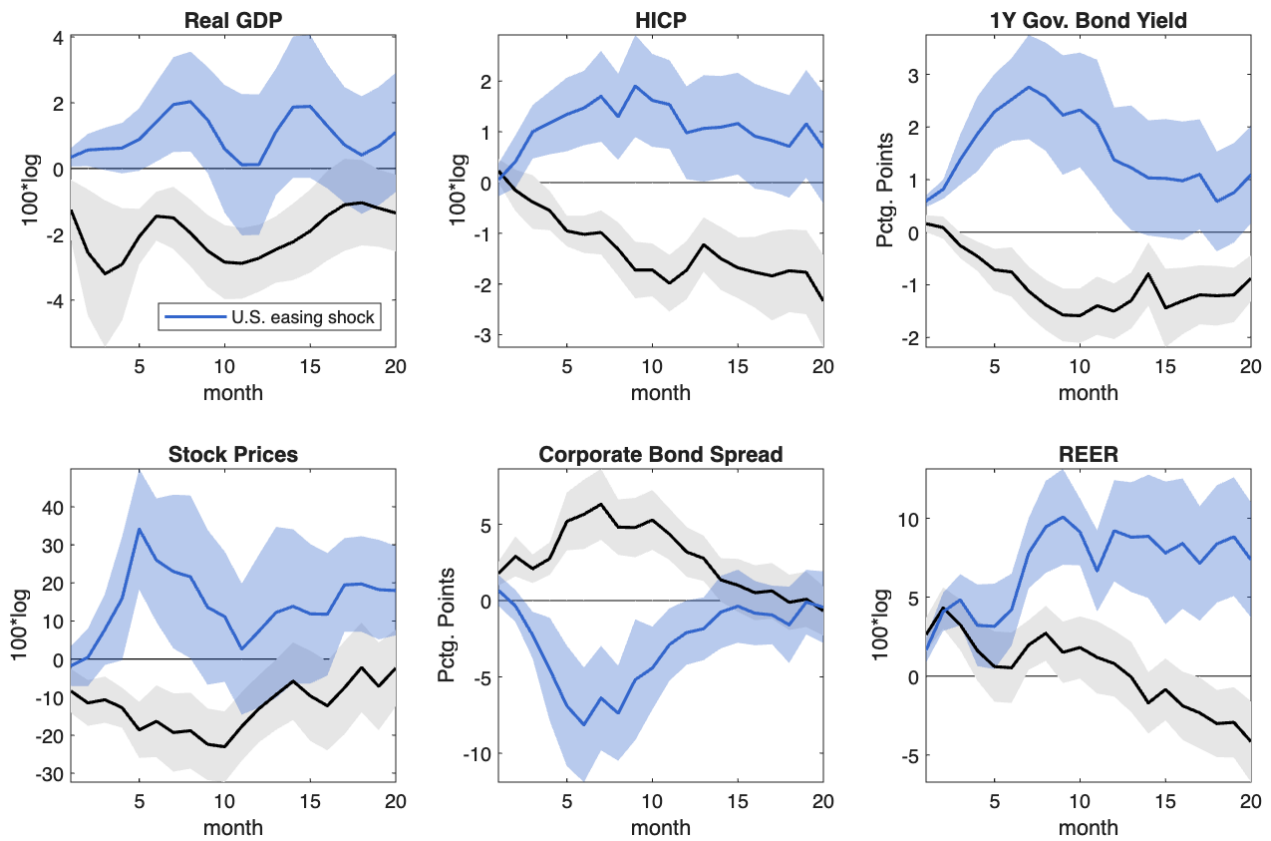 Real GDP
4
2
0
-2
-4
100*log
U.S. easing shock
5 10 15 20
month
HICP
2
1
0
-1
-2
-3
100*log
5 10 15 20
month
1Y Gov. Bond Yield
3
2
1
0
-1
-2
Pctg. Points
5 10 15 20
month
Stock Prices
40
30
20
10
0
-10
-20
-30
100*log
5 10 15 20
month
Corporate Bond Spread
5
0
-5
-10
Pctg. Points
5 10 15 20
month
REER
10
5
0
-5
100*log
5 10 15 20
month